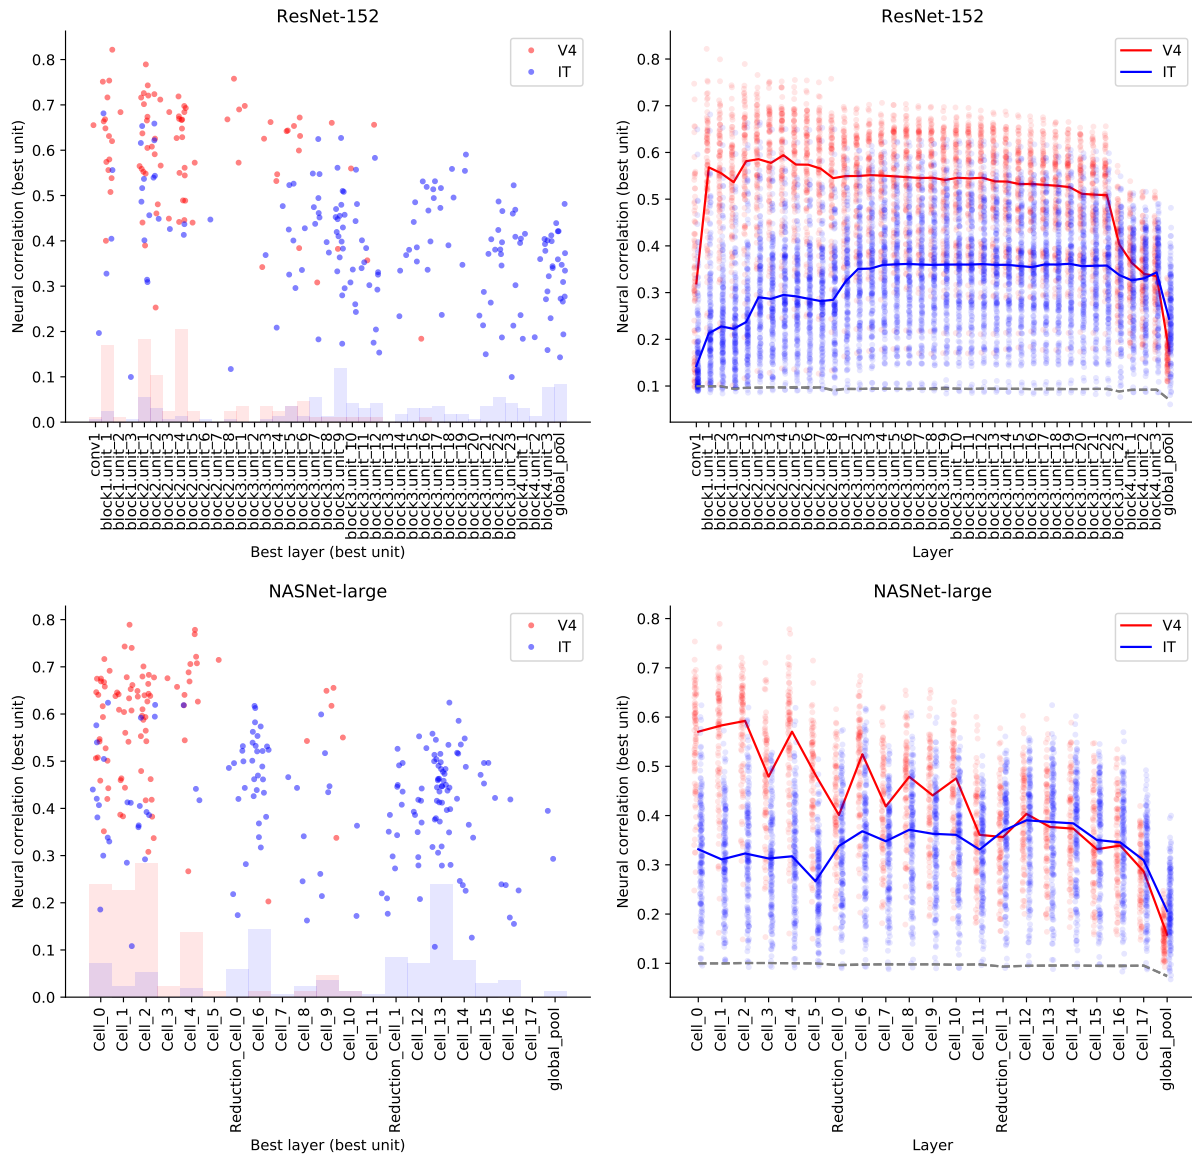 ResNet-152
V4
IT
0.8
0.7
0.6
0.5
0.4
0.3
0.2
0.1
0.0
Neural correlation (best unit)
conv1
block1.unit_1
block1.unit_2
block1.unit_3
block2.unit_1
block2.unit_2
block2.unit_3
block2.unit_4
block2.unit_5
block2.unit_6
block2.unit_7
block2.unit_8
block3.unit_1
block3.unit_2
block3.unit_3
block3.unit_4
block3.unit_5
block3.unit_6
block3.unit_7
block3.unit_8
block3.unit_9
block3.unit_10
block3.unit_11
block3.unit_12
block3.unit_13
block3.unit_14
block3.unit_15
block3.unit_16
block3.unit_17
block3.unit_18
block3.unit_19
block3.unit_20
block3.unit_21
block3.unit_22
block3.unit_23
block4.unit_1
block4.unit_2
block4.unit_3
global_pool
Best layer (best unit)
ResNet-152
V4
IT
0.8
0.7
0.6
0.5
0.4
0.3
0.2
0.1
Neural correlation (best unit)
conv1
block1.unit_1
block1.unit_2
block1.unit_3
block2.unit_1
block2.unit_2
block2.unit_3
block2.unit_4
block2.unit_5
block2.unit_6
block2.unit_7
block2.unit_8
block3.unit_1
block3.unit_2
block3.unit_3
block3.unit_4
block3.unit_5
block3.unit_6
block3.unit_7
block3.unit_8
block3.unit_9
block3.unit_10
block3.unit_11
block3.unit_12
block3.unit_13
block3.unit_14
block3.unit_15
block3.unit_16
block3.unit_17
block3.unit_18
block3.unit_19
block3.unit_20
block3.unit_21
block3.unit_22
block3.unit_23
block4.unit_1
block4.unit_2
block4.unit_3
global_pool
Layer
NASNet-large
V4
IT
0.8
0.7
0.6
0.5
0.4
0.3
0.2
0.1
0.0
Neural correlation (best unit)
Cell_0
Cell_1
Cell_2
Cell_3
Cell_4
Cell_5
Reduction_Cell_0
Cell_6
Cell_7
Cell_8
Cell_9
Cell_10
Cell_11
Reduction_Cell_1
Cell_12
Cell_13
Cell_14
Cell_15
Cell_16
Cell_17
global_pool
Best layer (best unit)
NASNet-large
V4
IT
0.8
0.7
0.6
0.5
0.4
0.3
0.2
0.1
Neural correlation (best unit)
Cell_0
Cell_1
Cell_2
Cell_3
Cell_4
Cell_5
Reduction_Cell_0
Cell_6
Cell_7
Cell_8
Cell_9
Cell_10
Cell_11
Reduction_Cell_1
Cell_12
Cell_13
Cell_14
Cell_15
Cell_16
Cell_17
global_pool
Layer